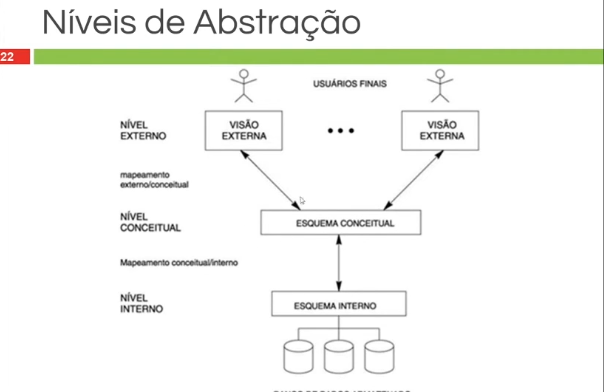 Níveis de Abstração
22
USUÁRIOS FINAIS
NÍVEL
EXTERNO
VISÃO
EXTERNA
VISÃO
EXTERNA
mapeamento
externo/conceitual
NÍVEL
CONCEITUAL
ESQUEMA CONCEITUAL
Mapeamento conceitual/interno
NÍVEL
INTERNO
ESQUEMA INTERNO